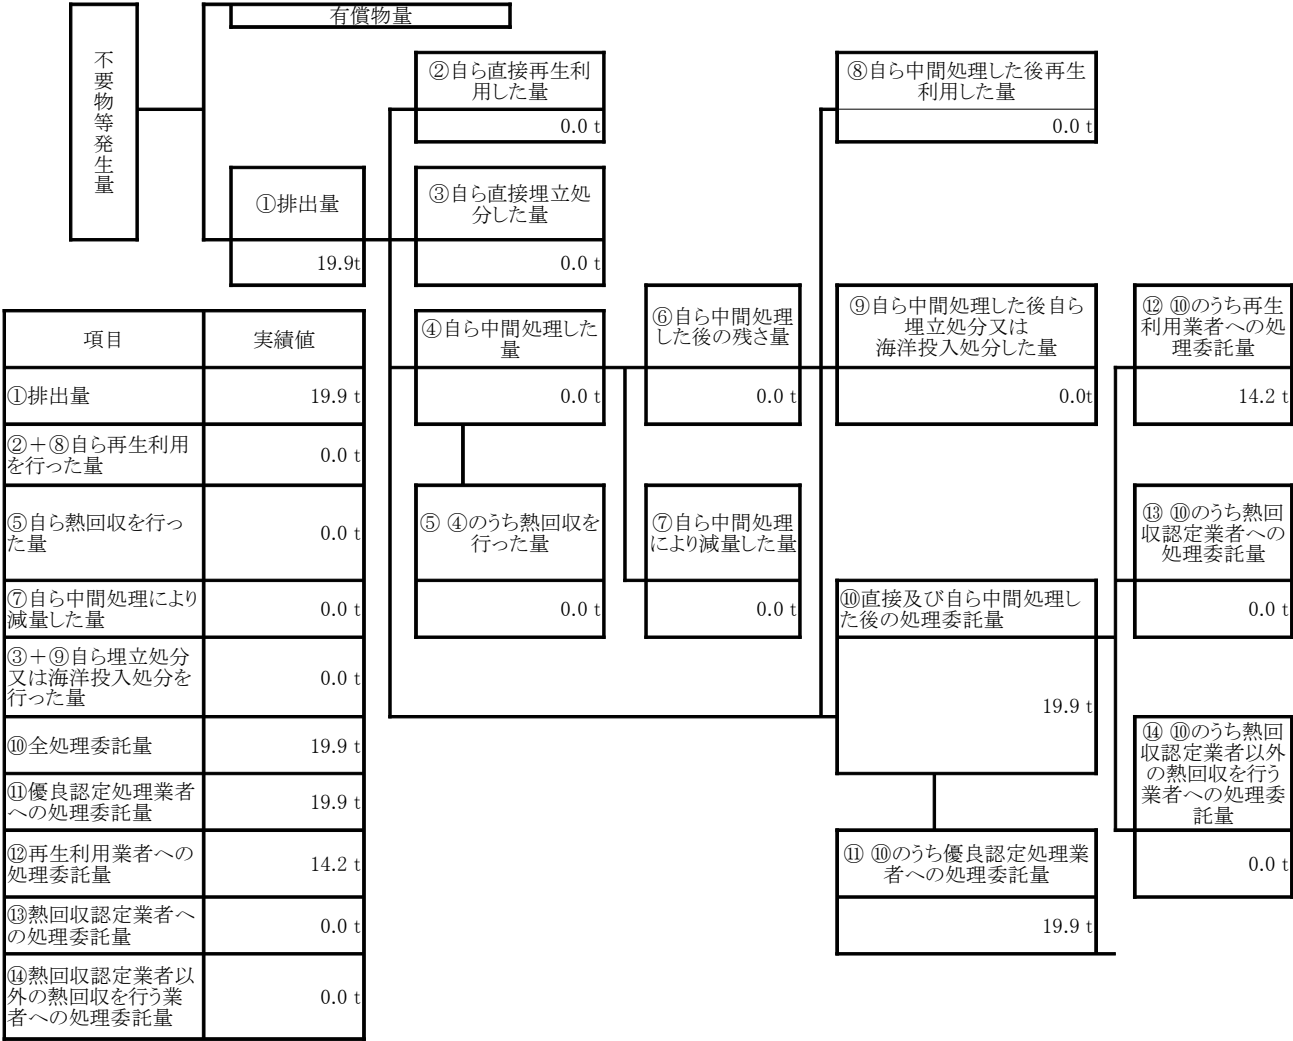 有償物量
不要物等発生量
②自ら直接再生利
用した量
0.0 t
⑧自ら中間処理した後再生
利用した量
0.0 t
①排出量
19.9t
③自ら直接埋立処
分した量
0.0 t
項目
実績値
①排出量
19.9 t
②＋⑧自ら再生利用
を行った量
0.0 t
⑤自ら熱回収を行っ
た量
0.0 t
⑦自ら中間処理により
減量した量
0.0 t
③＋⑨自ら埋立処分
又は海洋投入処分を
行った量
0.0 t
⑩全処理委託量
19.9 t
⑪優良認定処理業者
への処理委託量
19.9 t
⑫再生利用業者への
処理委託量
14.2 t
⑬熱回収認定業者へ
の処理委託量
0.0 t
⑭熱回収認定業者以
外の熱回収を行う業
者への処理委託量
0.0 t
④自ら中間処理した
量
0.0 t
⑥自ら中間処理
した後の残さ量
0.0 t
⑨自ら中間処理した後自ら
埋立処分又は
海洋投入処分した量
0.0t
⑫ ⑩のうち再生
利用業者への処
理委託量
14.2 t
⑤ ④のうち熱回収を
行った量
0.0 t
⑦自ら中間処理
により減量した量
0.0 t
⑬ ⑩のうち熱回
収認定業者への
処理委託量
0.0 t
⑩直接及び自ら中間処理し
た後の処理委託量
19.9 t
⑭ ⑩のうち熱回
収認定業者以外
の熱回収を行う
業者への処理委
託量
0.0 t
⑪ ⑩のうち優良認定処理業
者への処理委託量
19.9 t